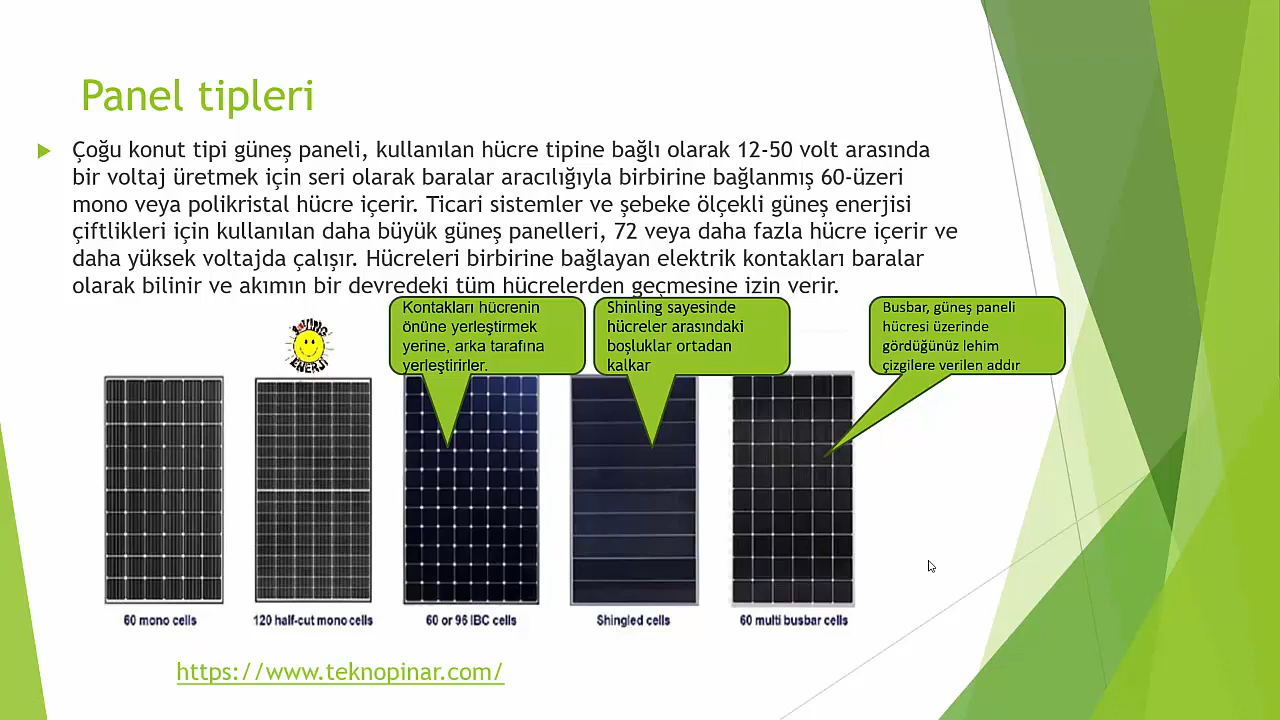 Panel tipleri
Çoğu konut tipi güneş paneli, kullanılan hücre tipine bağlı olarak 12-50 volt arasında
bir voltaj üretmek için seri olarak baralar aracılığıyla birbirine bağlanmış 60-üzeri
mono veya polikristal hücre içerir. Ticari sistemler ve şebeke ölçekli güneş enerjisi
çiftlikleri için kullanılan daha büyük güneş panelleri, 72 veya daha fazla hücre içerir ve
daha yüksek voltajda çalışır. Hücreleri birbirine bağlayan elektrik kontakları baralar
olarak bilinir ve akımın bir devredeki tüm hücrelerden geçmesine izin verir.
Kontakları hücrenin
önüne yerleştirmek
yerine, arka tarafına
yerleştirirler.
Shinling sayesinde
hücreler arasındaki
boşluklar ortadan
kalkar
Busbar, güneş paneli
hücresi üzerinde
gördüğünüz lehim
çizgilere verilen addır
60 mono cells
120 half-cut mono cells
60 or 96 IBC cells
Shingled cells
60 multi busbar cells
https://www.teknopinar.com/